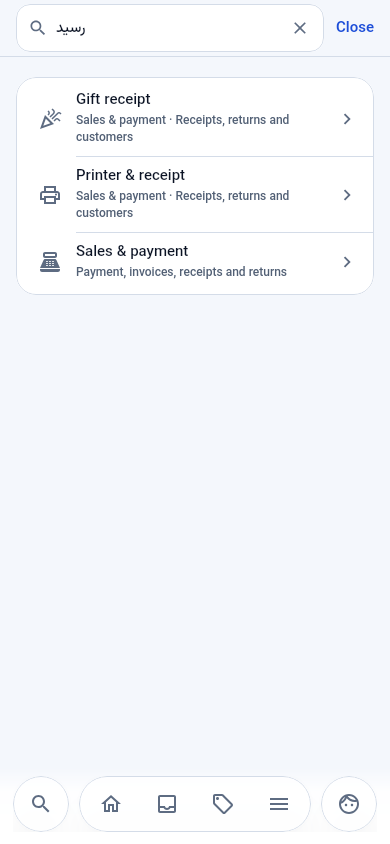 رسید
Close
Gift receipt
Sales & payment · Receipts, returns and
customers
Printer & receipt
Sales & payment · Receipts, returns and
customers
Sales & payment
Payment, invoices, receipts and returns